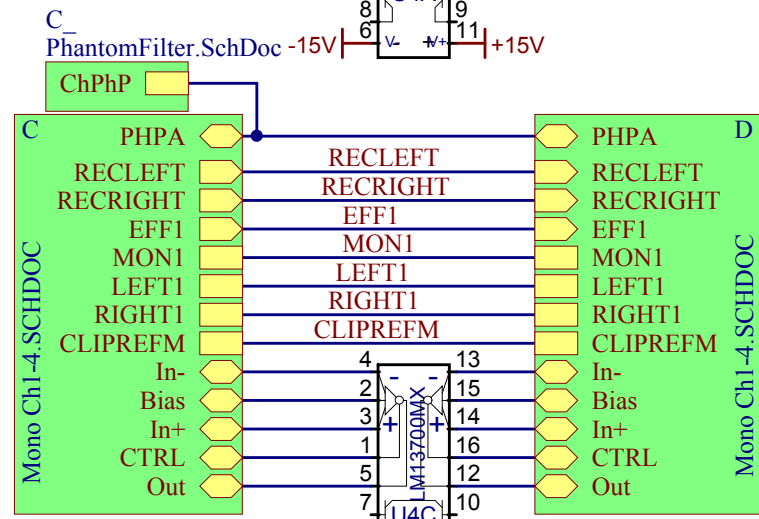 C_
PhantomFilter.SchDoc
8 9
-15V 6 V- V+ 11 +15V
ChPhP
C D
PHPA PHPA
RECLEFT RECLEFT RECLEFT
RECRIGHT RECRIGHT RECRIGHT
EFF1 EFF1 EFF1
MON1 MON1 MON1
LEFT1 LEFT1 LEFT1
RIGHT1 RIGHT1 RIGHT1
CLIPREFM CLIPREFM CLIPREFM
In- 4 - - 13 In-
Bias 2 15 Bias
In+ 3 + + 14 In+
CTRL 1 16 CTRL
Out 5 12 Out
7 U4C 10
LM13700MX
Mono Ch1-4.SCHDOC
Mono Ch1-4.SCHDOC